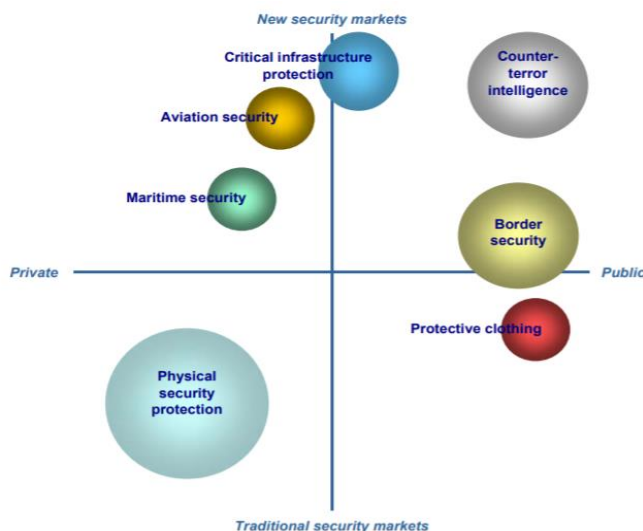 New security markets
Critical infrastructure
protection
Counter-
terror
intelligence
Aviation security
Maritime security
Border
security
Private
Public
Protective clothing
Physical
security
protection
Traditional security markets